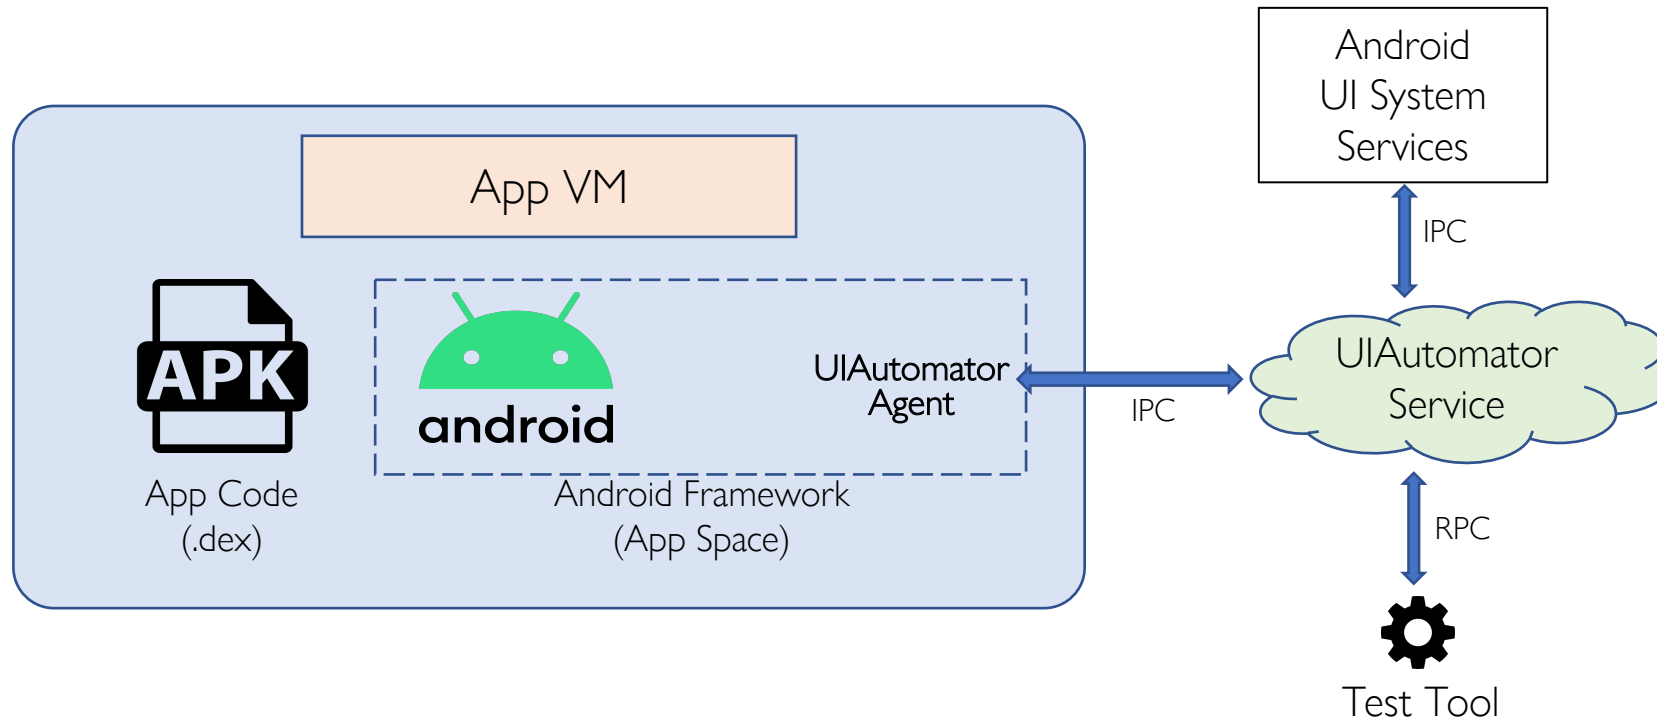 Android
UI System
Services
App VM
IPC
APK
android
UIAutomator
Agent
IPC
UIAutomator
Service
App Code
(.dex)
Android Framework
(App Space)
RPC
Test Tool